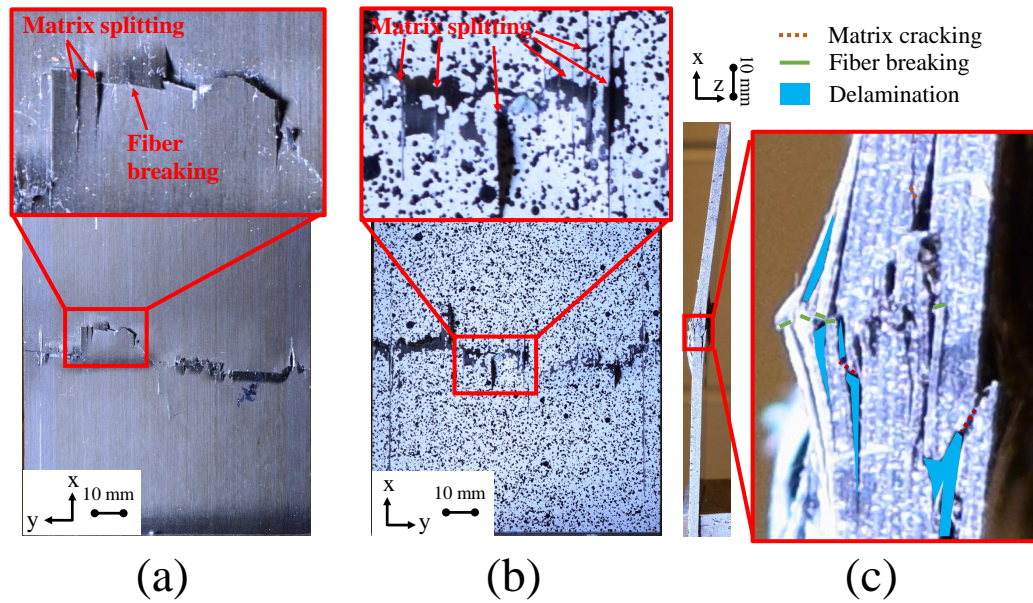 Matrix splitting
Fiber
breaking
x
y
10 mm
(a)
Matrix splitting
x
y
10 mm
(b)
x
z
10 mm
Matrix cracking
Fiber breaking
Delamination
(c)